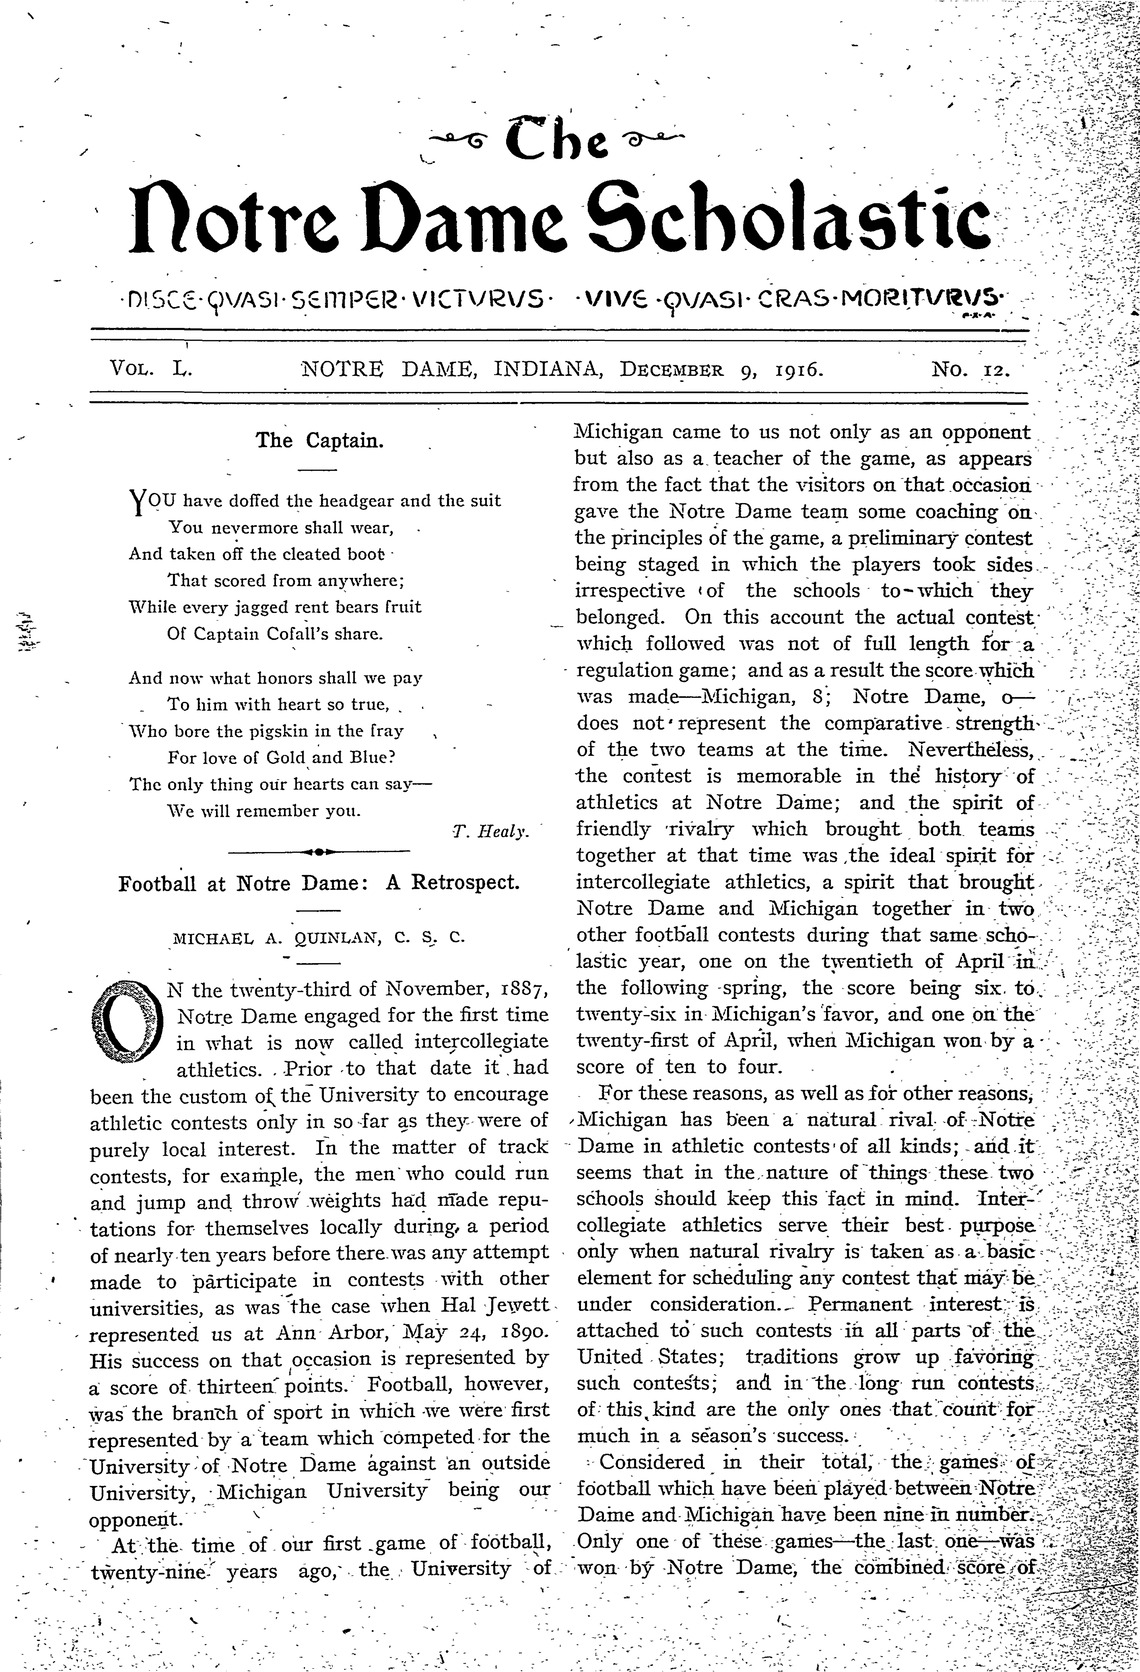 The
Notre Dame Scholastic
·DISCE·QVASI·SEMPER·VICTVRVS· ·VIVE·QVASI·CRAS·MORITVRVS·
VOL. L. NOTRE DAME, INDIANA, DECEMBER 9, 1916. NO. 12.
The Captain.
YOU have doffed the headgear and the suit
You nevermore shall wear,
And taken off the cleated boot
That scored from anywhere;
While every jagged rent bears fruit
Of Captain Cofall's share.
And now what honors shall we pay
To him with heart so true,
Who bore the pigskin in the fray
For love of Gold and Blue?
The only thing our hearts can say—
We will remember you.
T. Healy.
Football at Notre Dame: A Retrospect.
MICHAEL A. QUINLAN, C. S. C.
ON the twenty-third of November, 1887,
Notre Dame engaged for the first time
in what is now called intercollegiate
athletics. Prior to that date it had
been the custom of the University to encourage
athletic contests only in so far as they were of
purely local interest. In the matter of track
contests, for example, the men who could run
and jump and throw weights had made repu-
tations for themselves locally during a period
of nearly ten years before there was any attempt
made to participate in contests with other
universities, as was the case when Hal Jewett
represented us at Ann Arbor, May 24, 1890.
His success on that occasion is represented by
a score of thirteen points. Football, however,
was the branch of sport in which we were first
represented by a team which competed for the
University of Notre Dame against an outside
University, Michigan University being our
opponent.
At the time of our first game of football,
twenty-nine years ago, the University of
Michigan came to us not only as an opponent
but also as a teacher of the game, as appears
from the fact that the visitors on that occasion
gave the Notre Dame team some coaching on
the principles of the game, a preliminary contest
being staged in which the players took sides
irrespective of the schools to which they
belonged. On this account the actual contest
which followed was not of full length for a
regulation game; and as a result the score which
was made—Michigan, 8; Notre Dame, 0—
does not represent the comparative strength
of the two teams at the time. Nevertheless,
the contest is memorable in the history of
athletics at Notre Dame; and the spirit of
friendly rivalry which brought both teams
together at that time was the ideal spirit for
intercollegiate athletics, a spirit that brought
Notre Dame and Michigan together in two
other football contests during that same scho-
lastic year, one on the twentieth of April in
the following spring, the score being six to
twenty-six in Michigan's favor, and one on the
twenty-first of April, when Michigan won by a
score of ten to four.
For these reasons, as well as for other reasons,
Michigan has been a natural rival of Notre
Dame in athletic contests of all kinds; and it
seems that in the nature of things these two
schools should keep this fact in mind. Inter-
collegiate athletics serve their best purpose
only when natural rivalry is taken as a basic
element for scheduling any contest that may be
under consideration. Permanent interest is
attached to such contests in all parts of the
United States; traditions grow up favoring
such contests; and in the long run contests
of this kind are the only ones that count for
much in a season's success.
Considered in their total, the games of
football which have been played between Notre
Dame and Michigan have been nine in number.
Only one of these games—the last one—was
won by Notre Dame, the combined score of